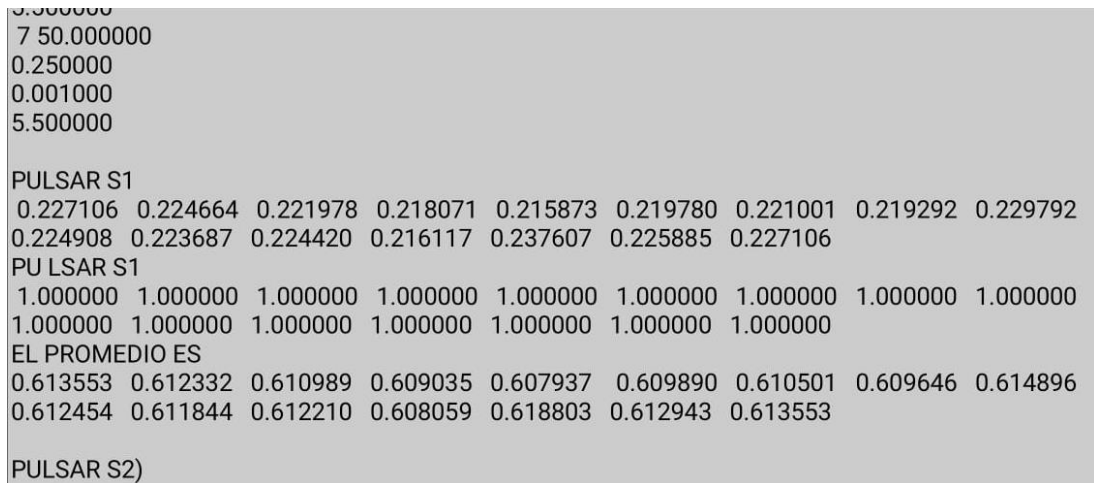 5.500000
7 50.000000
0.250000
0.001000
5.500000
PULSAR S1
0.227106 0.224664 0.221978 0.218071 0.215873 0.219780 0.221001 0.219292 0.229792
0.224908 0.223687 0.224420 0.216117 0.237607 0.225885 0.227106
PU LSAR S1
1.000000 1.000000 1.000000 1.000000 1.000000 1.000000 1.000000 1.000000 1.000000
1.000000 1.000000 1.000000 1.000000 1.000000 1.000000 1.000000
EL PROMEDIO ES
0.613553 0.612332 0.610989 0.609035 0.607937 0.609890 0.610501 0.609646 0.614896
0.612454 0.611844 0.612210 0.608059 0.618803 0.612943 0.613553
PULSAR S2)